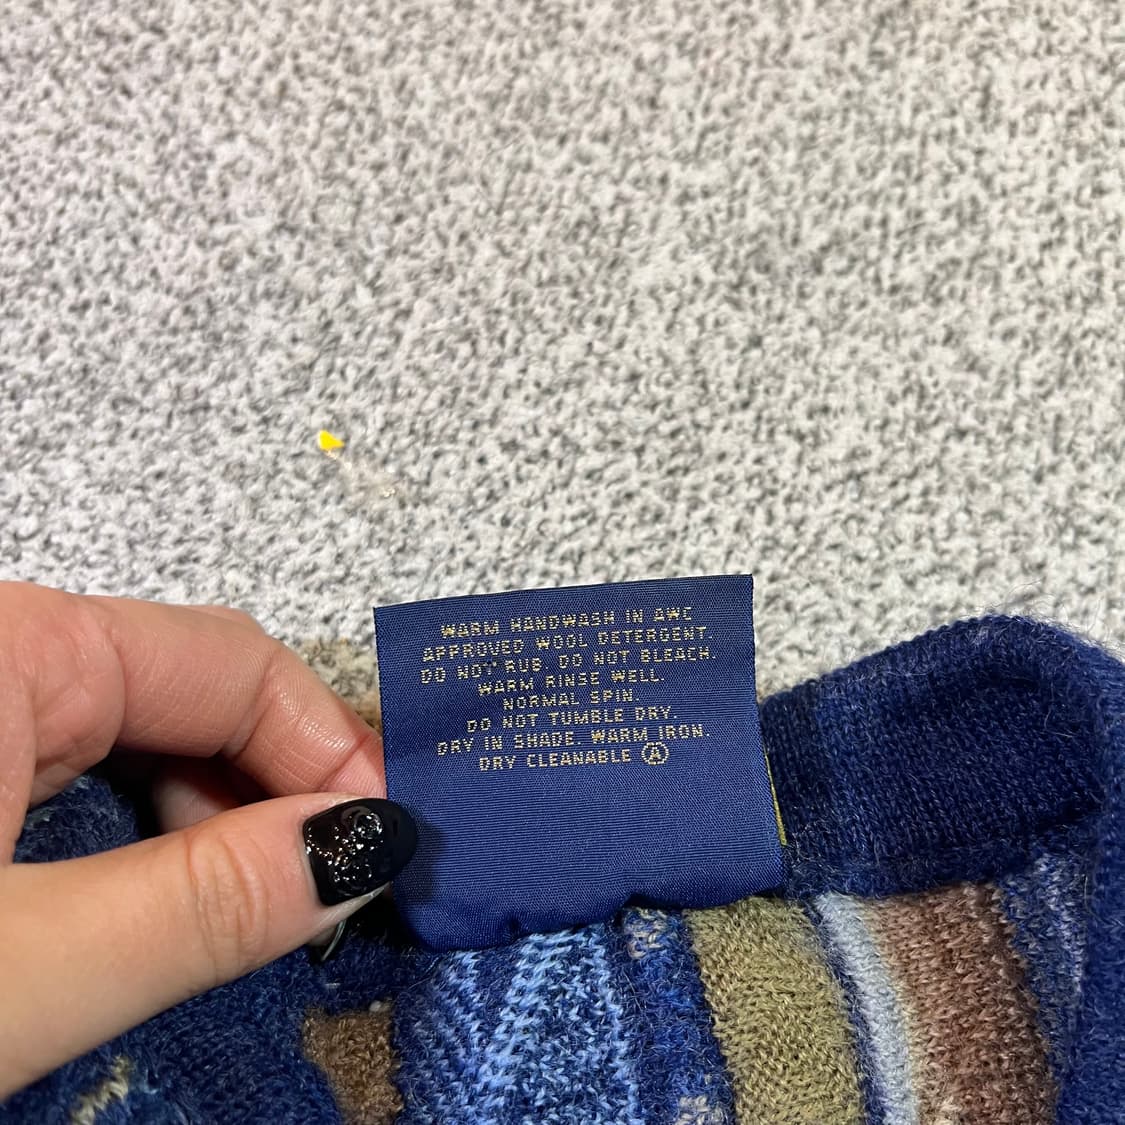 WARM HANDWASH IN AWC
APPROVED WOOL DETERGENT.
DO NOT RUB. DO NOT BLEACH.
WARM RINSE WELL.
NORMAL SPIN.
DO NOT TUMBLE DRY.
DRY IN SHADE. WARM IRON.
DRY CLEANABLE Ⓐ